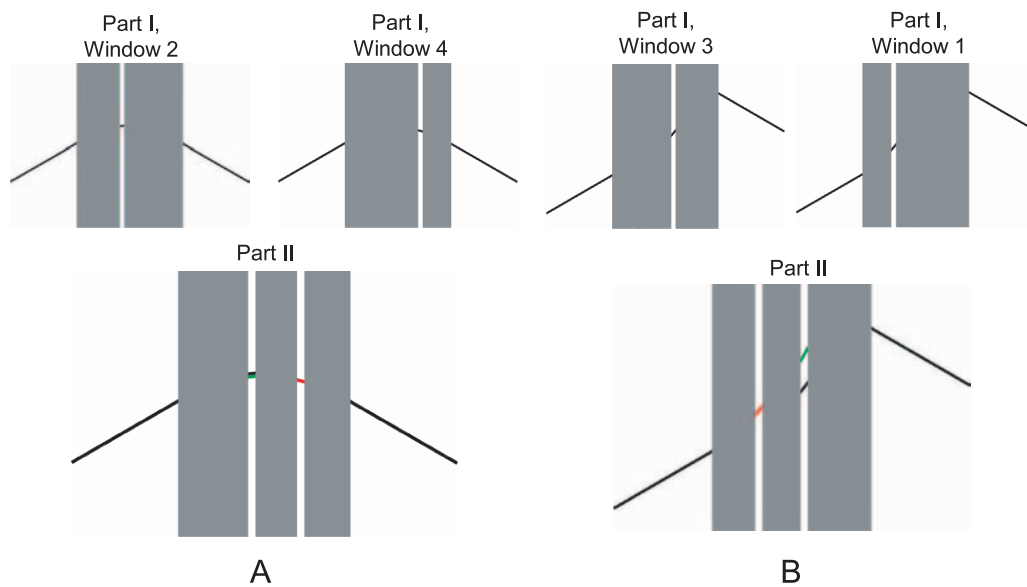 Part I,
Window 2
Part I,
Window 4
Part I,
Window 3
Part I,
Window 1
Part II
Part II
A
B